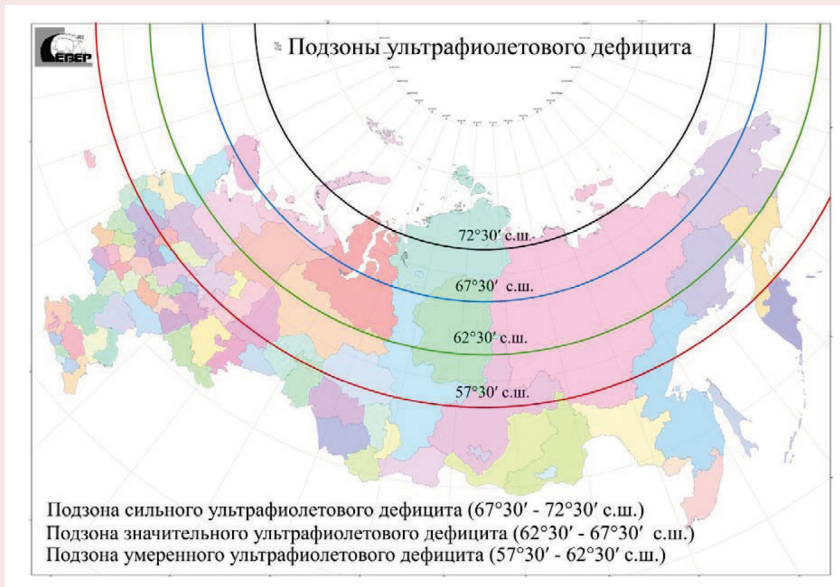 СЕВЕР
Подзоны ультрафиолетового дефицита
72°30′ с.ш.
67°30′ с.ш.
62°30′ с.ш.
57°30′ с.ш.
Подзона сильного ультрафиолетового дефицита (67°30′ - 72°30′ с.ш.)
Подзона значительного ультрафиолетового дефицита (62°30′ - 67°30′ с.ш.)
Подзона умеренного ультрафиолетового дефицита (57°30′ - 62°30′ с.ш.)